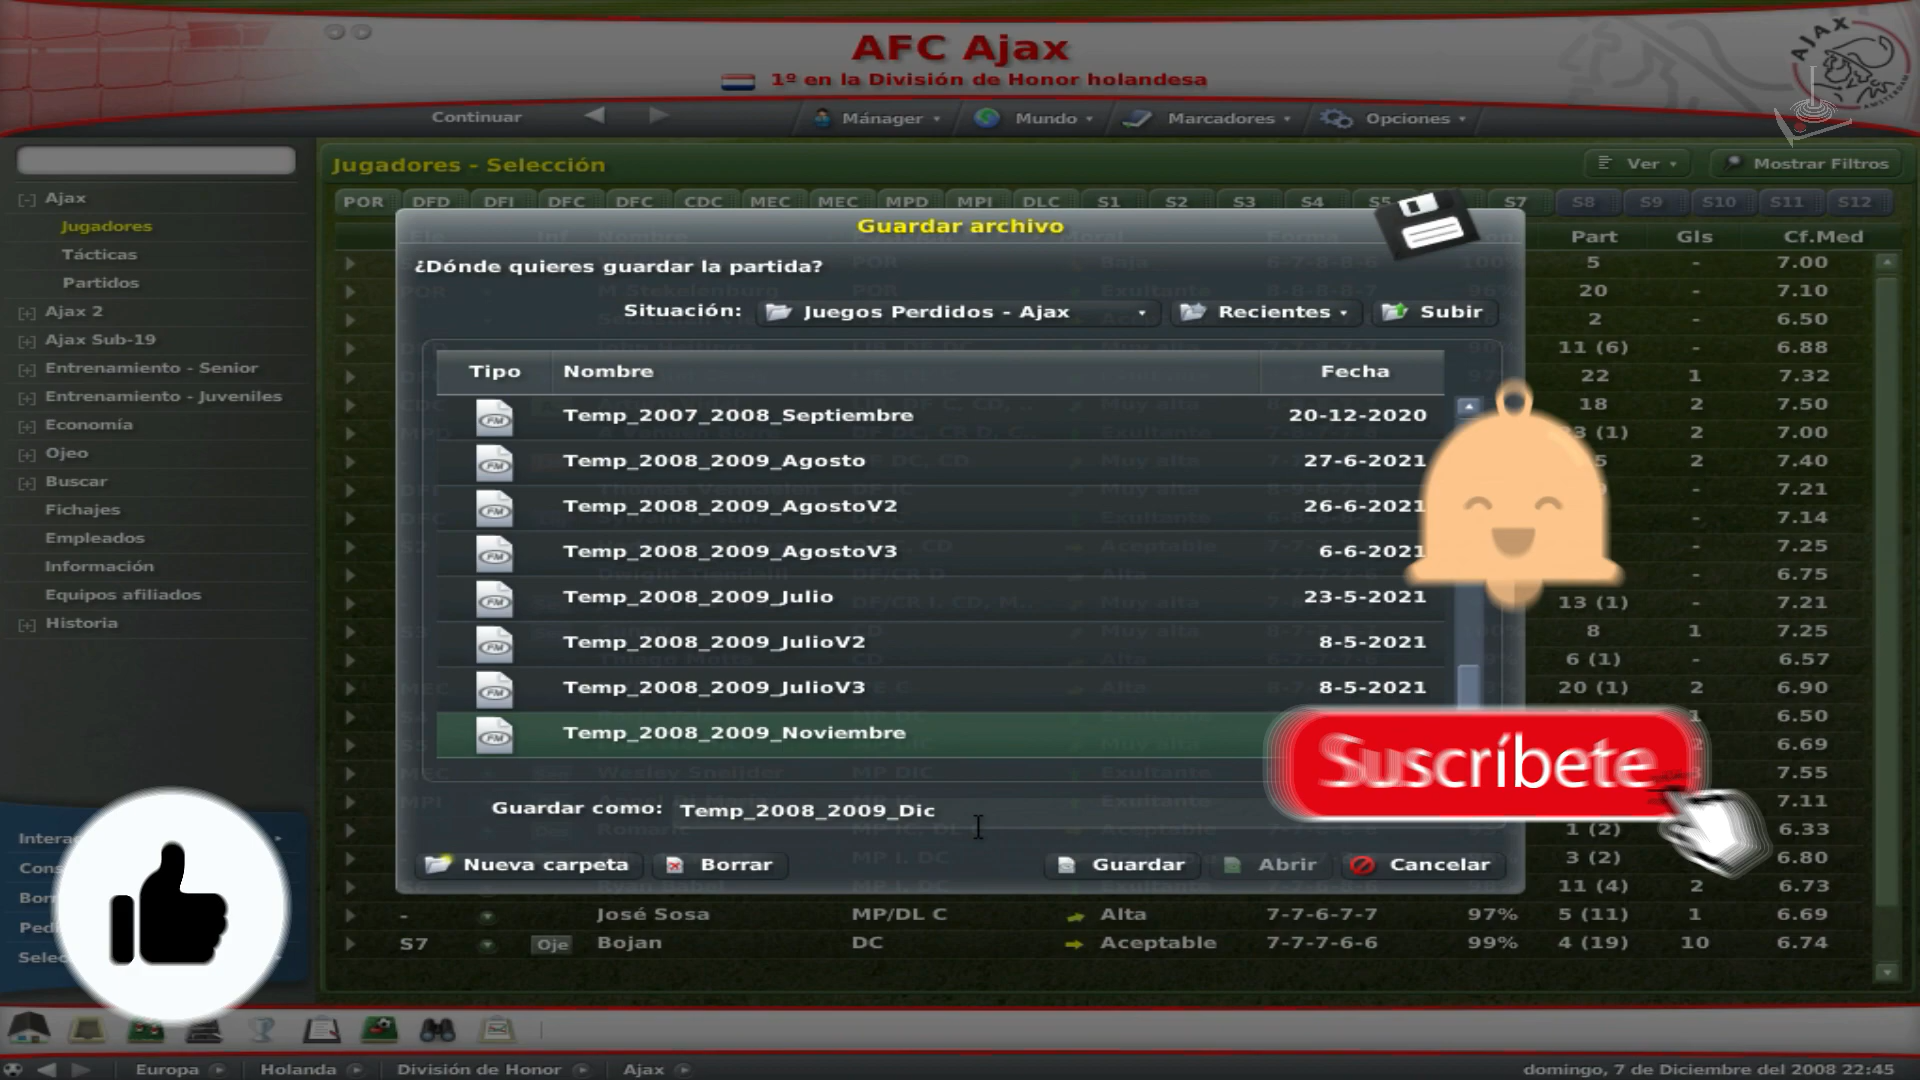 AFC Ajax
AJAX
1º en la División de Honor holandesa
Continuar
Mánager
Mundo
Marcadores
Opciones
Jugadores - Selección
Ver
Mostrar Filtros
[-] Ajax
Jugadores
Tácticas
Partidos
[+] Ajax 2
[+] Ajax Sub-19
[+] Entrenamiento - Senior
[+] Entrenamiento - Juveniles
[+] Economía
[+] Ojeo
[+] Buscar
Fichajes
Empleados
Información
Equipos afiliados
[+] Historia
POR DFD DFI DFC DFC CDC MEC MEC MPD MPI DLC S1 S2 S3 S4 S5 S7 S8 S9 S10 S11 S12
Guardar archivo
¿Dónde quieres guardar la partida?
Situación: Juegos Perdidos - Ajax Recientes Subir
Tipo Nombre Fecha
Temp_2007_2008_Septiembre 20-12-2020
Temp_2008_2009_Agosto 27-6-2021
Temp_2008_2009_AgostoV2 26-6-2021
Temp_2008_2009_AgostoV3 6-6-2021
Temp_2008_2009_Julio 23-5-2021
Temp_2008_2009_JulioV2 8-5-2021
Temp_2008_2009_JulioV3 8-5-2021
Temp_2008_2009_Noviembre
Guardar como: Temp_2008_2009_Dic
Nueva carpeta Borrar Guardar Abrir Cancelar
Suscríbete
Part Gls Cf.Med
5 - 7.00
20 - 7.10
2 - 6.50
11 (6) - 6.88
22 1 7.32
18 2 7.50
(1) 2 7.00
2 7.40
- 7.21
- 7.14
- 7.25
- 6.75
13 (1) - 7.21
8 1 7.25
6 (1) - 6.57
20 (1) 2 6.90
1 6.50
6.69
7.55
7.11
1 (2) 6.33
3 (2) 6.80
11 (4) 2 6.73
- José Sosa MP/DL C Alta 7-7-6-7-7 97% 5 (11) 1 6.69
S7 Oje Bojan DC Aceptable 7-7-7-6-6 99% 4 (19) 10 6.74
Europa Holanda División de Honor Ajax
domingo, 7 de Diciembre del 2008 22:45